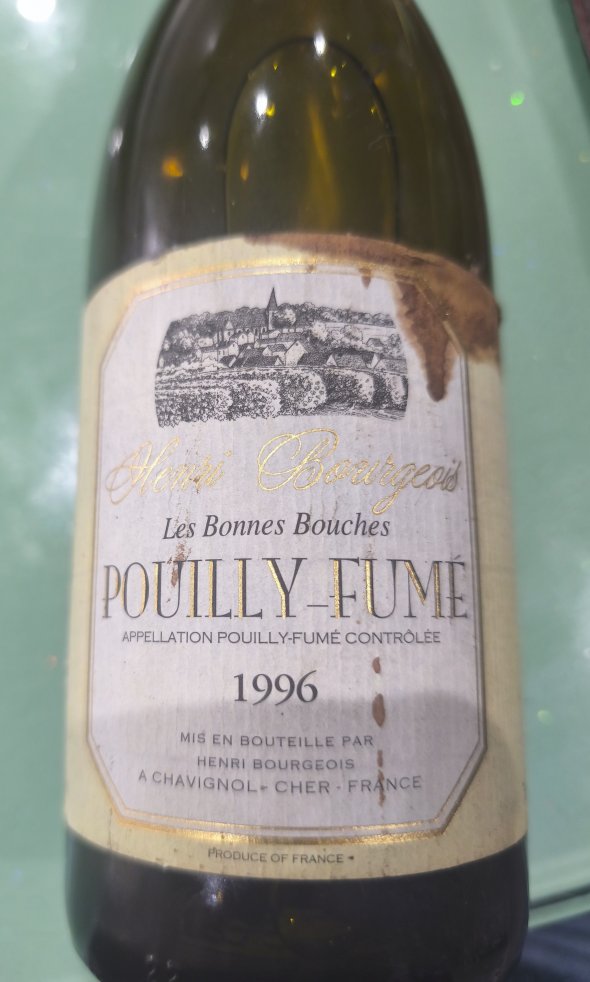 Henri Bourgeois
Les Bonnes Bouches
POUILLY-FUMÉ
APPELLATION POUILLY-FUMÉ CONTRÔLÉE
1996
MIS EN BOUTEILLE PAR
HENRI BOURGEOIS
A CHAVIGNOL - CHER - FRANCE
PRODUCE OF FRANCE